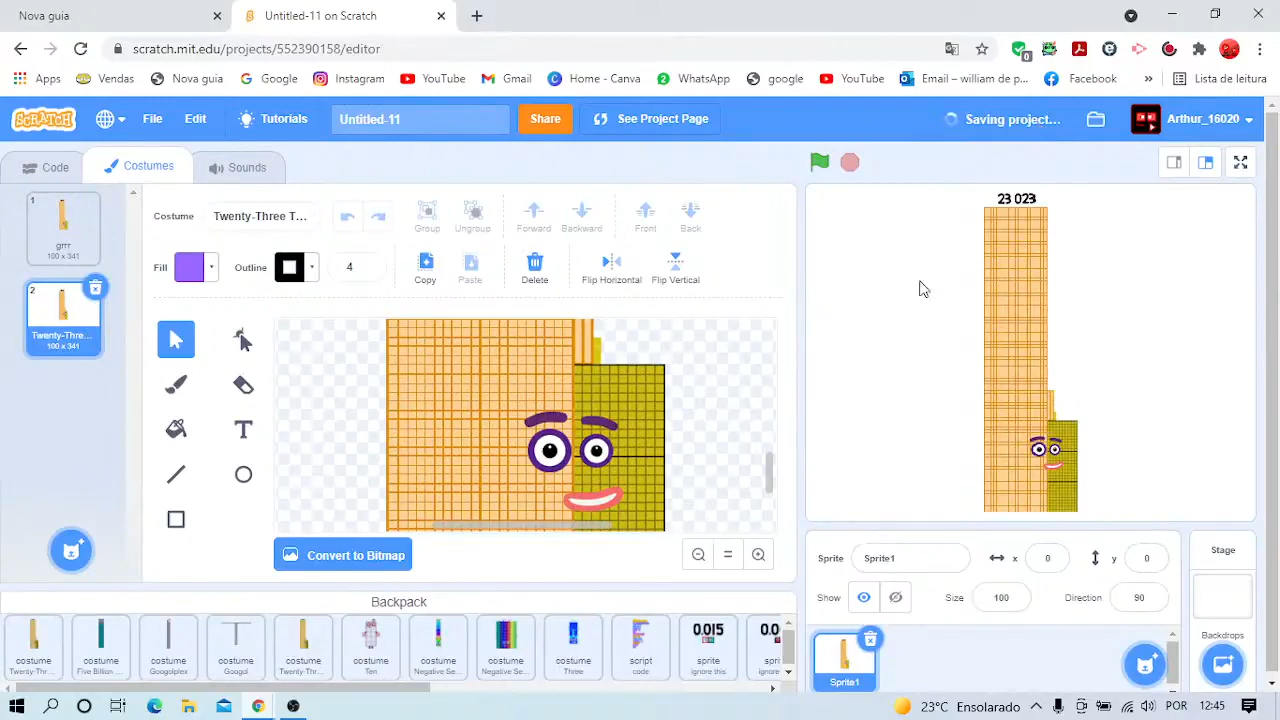 Nova guia
Untitled-11 on Scratch
scratch.mit.edu/projects/552390158/editor
0
Apps
Vendas
Nova guia
Google
Instagram
YouTube
Gmail
Home - Canva
2
WhatsApp
google
YouTube
Email – william de p...
Facebook
»
Lista de leitura
SCRATCH
File
Edit
Tutorials
Untitled-11
Share
See Project Page
Saving project...
Arthur_16020
Code
Costumes
Sounds
1
grrr
100 x 341
2
Twenty-Thre...
100 x 341
Costume
Twenty-Three T...
Group
Ungroup
Forward
Backward
Front
Back
Fill
Outline
4
Copy
Paste
Delete
Flip Horizontal
Flip Vertical
Convert to Bitmap
23 023
Sprite
Sprite1
x
0
y
0
Show
Size
100
Direction
90
Stage
Backdrops
Sprite1
Backpack
costume
Twenty-Thr...
costume
Five Billion ...
costume
Googolplex
costume
Googol
costume
Twenty-Thr...
costume
Ten
costume
Negative Se...
costume
Negative Se...
costume
Three
script
code
0.015
sprite
ignore this
0.0
23°C Ensolarado
POR
12:45